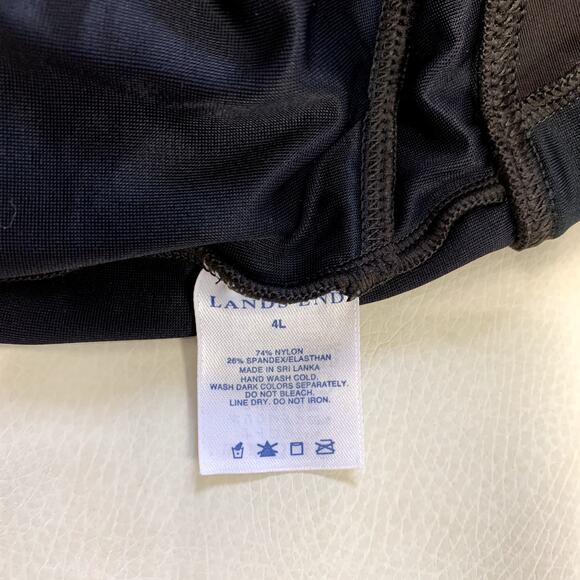 LANDS' END
4L
74% NYLON
26% SPANDEX/ELASTHAN
MADE IN SRI LANKA
HAND WASH COLD.
WASH DARK COLORS SEPARATELY.
DO NOT BLEACH.
LINE DRY. DO NOT IRON.